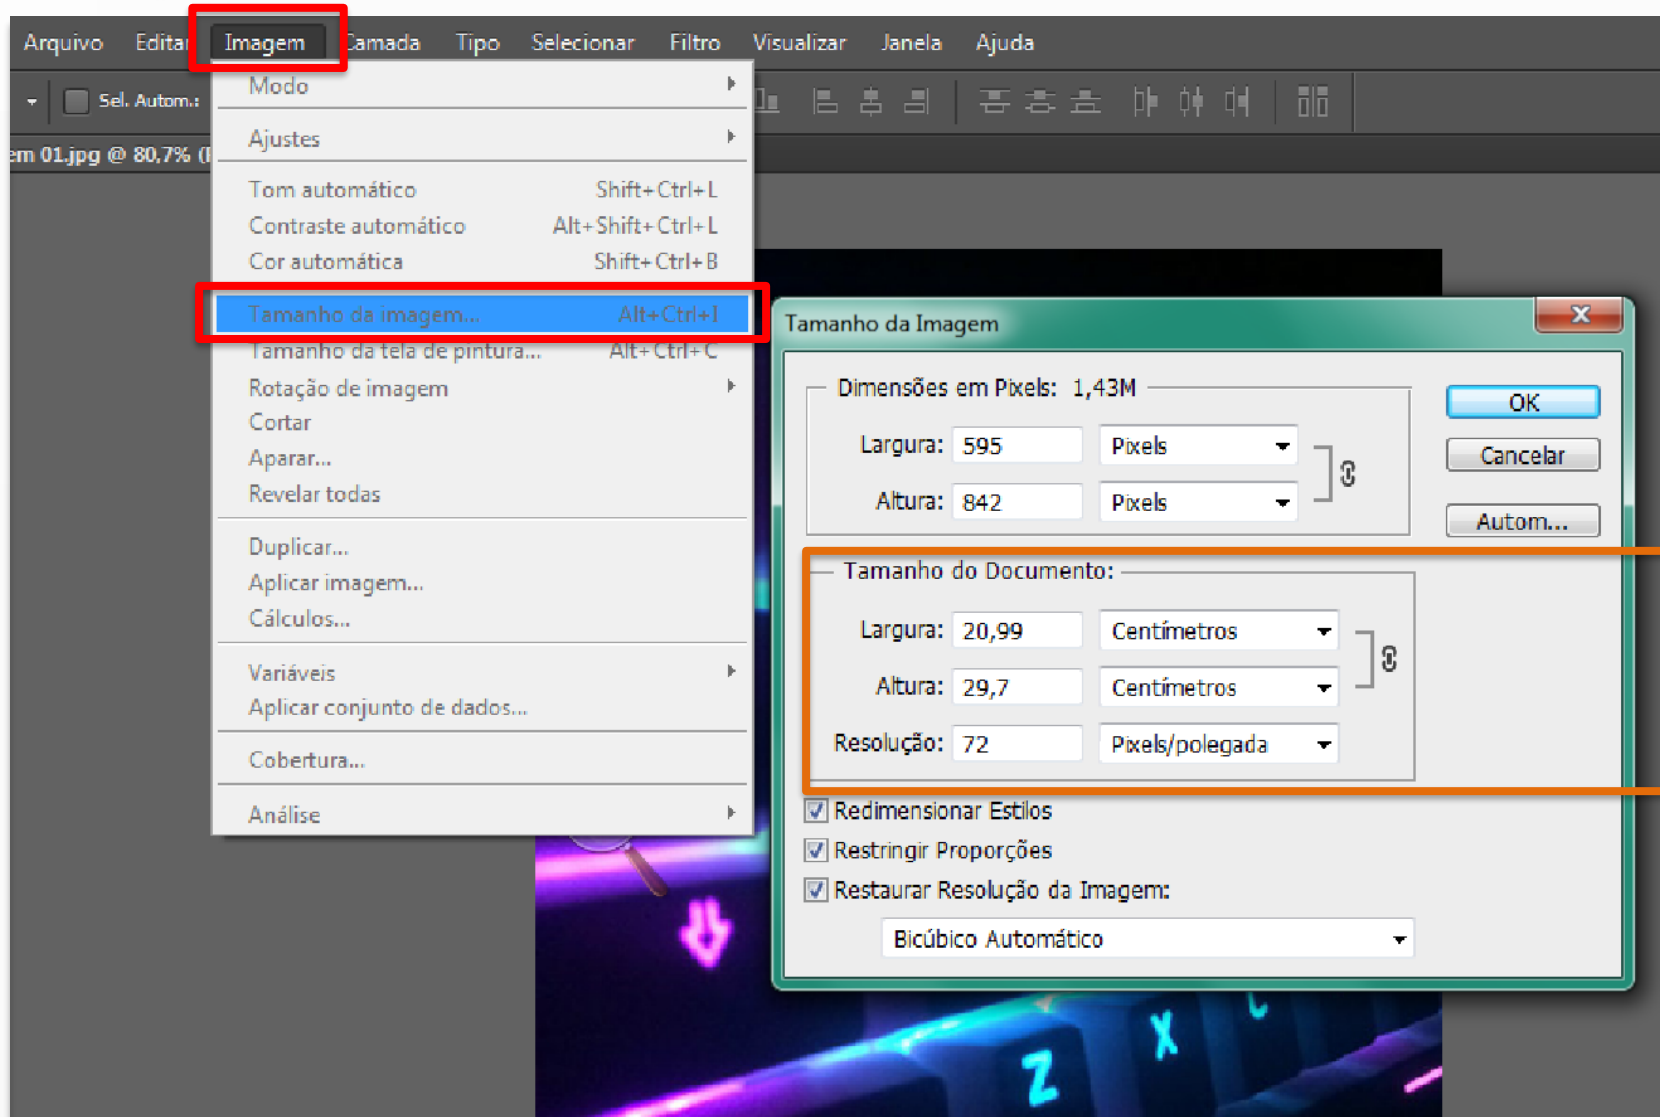 Arquivo Editar Imagem Camada Tipo Selecionar Filtro Visualizar Janela Ajuda
Sel. Autom.:
em 01.jpg @ 80,7% (
Modo
Ajustes
Tom automático Shift+Ctrl+L
Contraste automático Alt+Shift+Ctrl+L
Cor automática Shift+Ctrl+B
Tamanho da imagem... Alt+Ctrl+I
Tamanho da tela de pintura... Alt+Ctrl+C
Rotação de imagem
Cortar
Aparar...
Revelar todas
Duplicar...
Aplicar imagem...
Cálculos...
Variáveis
Aplicar conjunto de dados...
Cobertura...
Análise
Tamanho da Imagem
Dimensões em Pixels: 1,43M
Largura: 595 Pixels
Altura: 842 Pixels
OK
Cancelar
Autom...
Tamanho do Documento:
Largura: 20,99 Centímetros
Altura: 29,7 Centímetros
Resolução: 72 Pixels/polegada
Redimensionar Estilos
Restringir Proporções
Restaurar Resolução da Imagem:
Bicúbico Automático
Z X